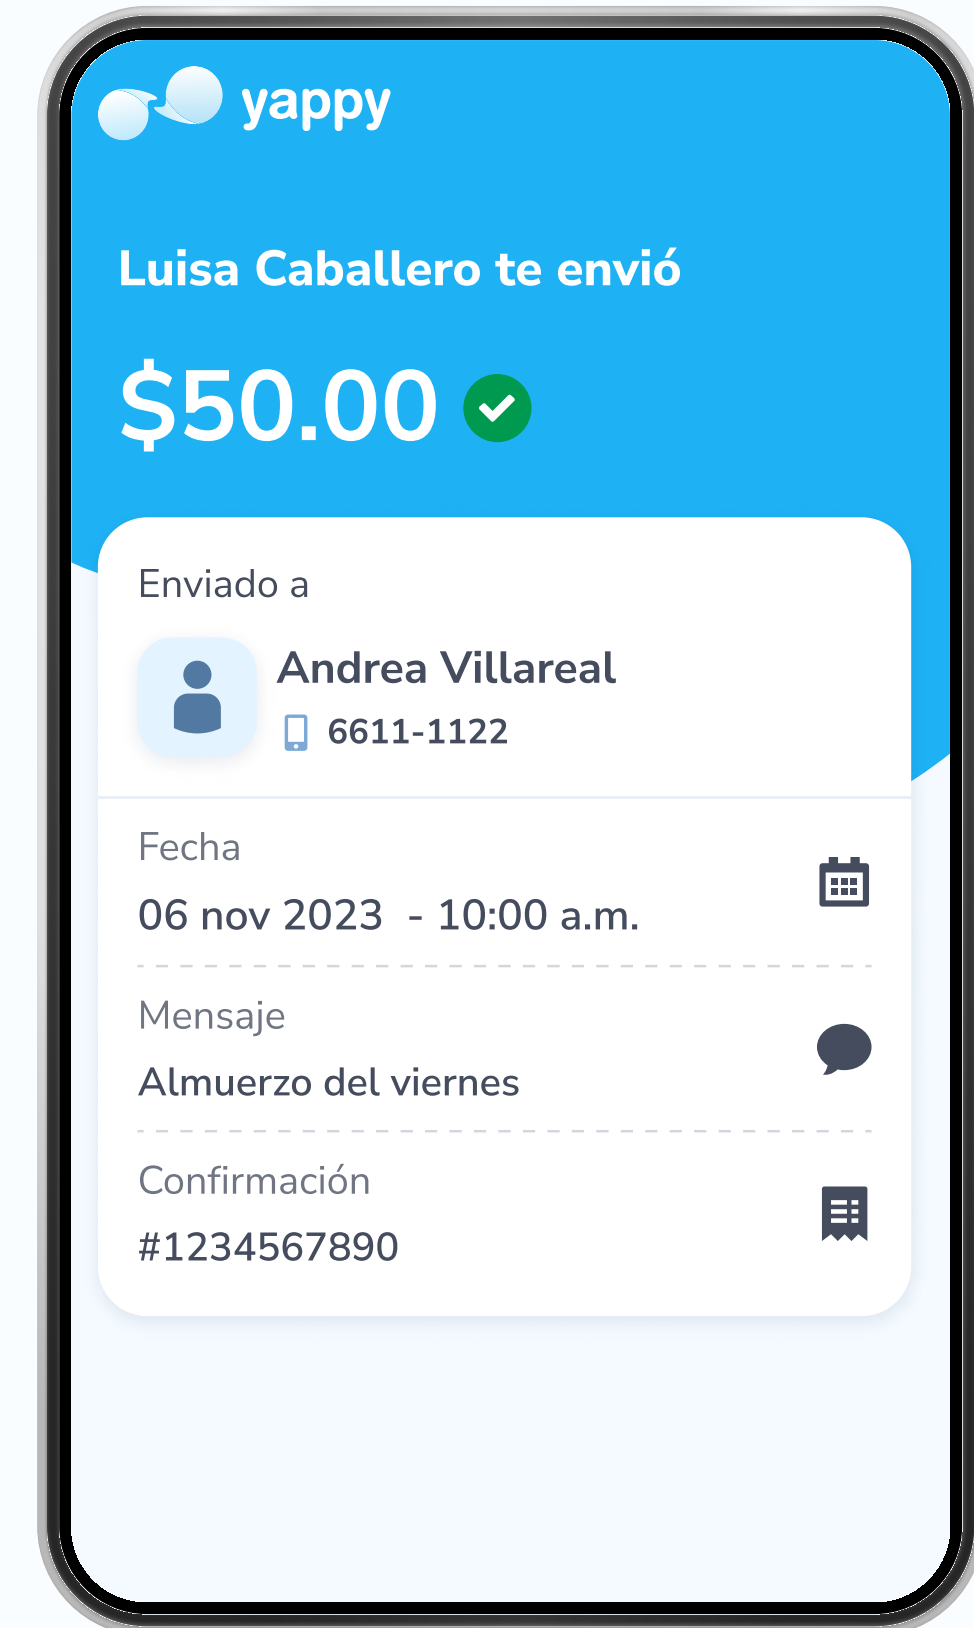 yappy
Luisa Caballero te envió
$50.00
Enviado a
Andrea Villareal
6611-1122
Fecha
06 nov 2023 - 10:00 a.m.
Mensaje
Almuerzo del viernes
Confirmación
#1234567890